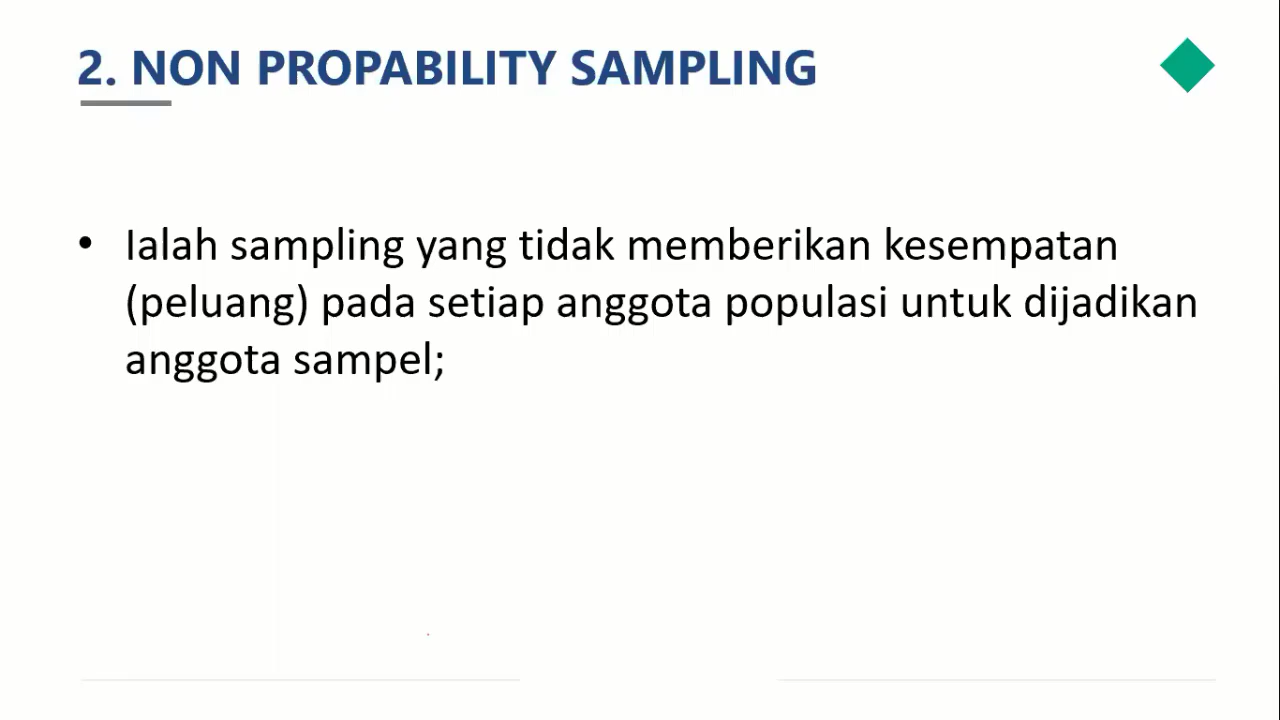 2. NON PROPABILITY SAMPLING
• Ialah sampling yang tidak memberikan kesempatan
(peluang) pada setiap anggota populasi untuk dijadikan
anggota sampel;